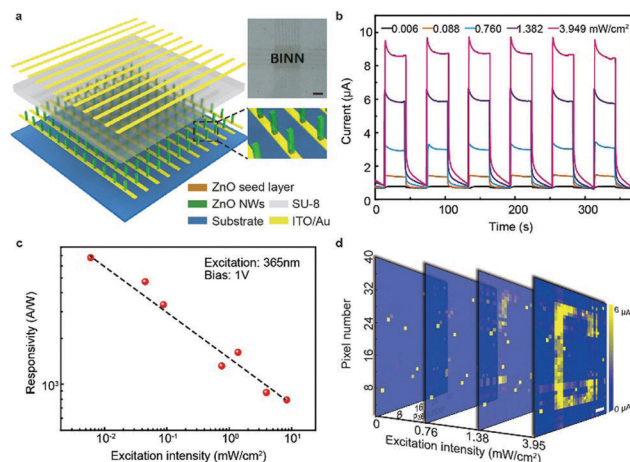 a
BINN
ZnO seed layer
ZnO NWs
SU-8
Substrate
ITO/Au
b
0.006 0.088 0.760 1.382 3.949 mW/cm²
Current (μA)
10
8
6
4
2
0
0 100 200 300
Time (s)
c
Excitation: 365nm
Bias: 1V
Responsivity (A/W)
10³
10⁻² 10⁻¹ 10⁰ 10¹
Excitation intensity (mW/cm²)
d
Pixel number
40
32
24
16
8
0
8
16
0.76
1.38
3.95
6 μA
0 μA
Excitation intensity (mW/cm²)